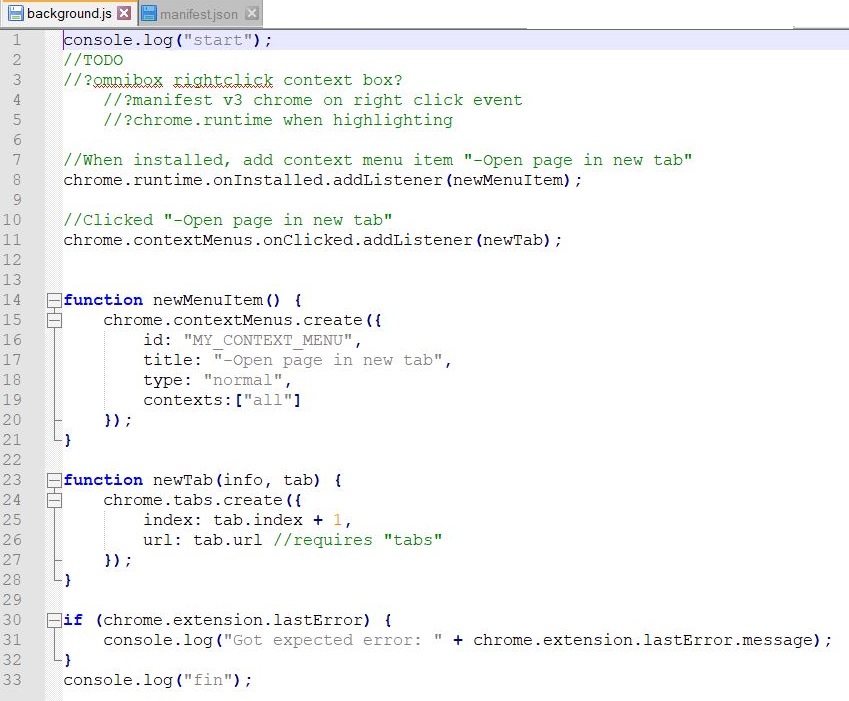 background.js manifest.json
1 console.log("start");
2 //TODO
3 //?omnibox rightclick context box?
4 //?manifest v3 chrome on right click event
5 //?chrome.runtime when highlighting
6
7 //When installed, add context menu item "-Open page in new tab"
8 chrome.runtime.onInstalled.addListener(newMenuItem);
9
10 //Clicked "-Open page in new tab"
11 chrome.contextMenus.onClicked.addListener(newTab);
12
13
14 function newMenuItem() {
15 chrome.contextMenus.create({
16 id: "MY_CONTEXT_MENU",
17 title: "-Open page in new tab",
18 type: "normal",
19 contexts:["all"]
20 });
21 }
22
23 function newTab(info, tab) {
24 chrome.tabs.create({
25 index: tab.index + 1,
26 url: tab.url //requires "tabs"
27 });
28 }
29
30 if (chrome.extension.lastError) {
31 console.log("Got expected error: " + chrome.extension.lastError.message);
32 }
33 console.log("fin");